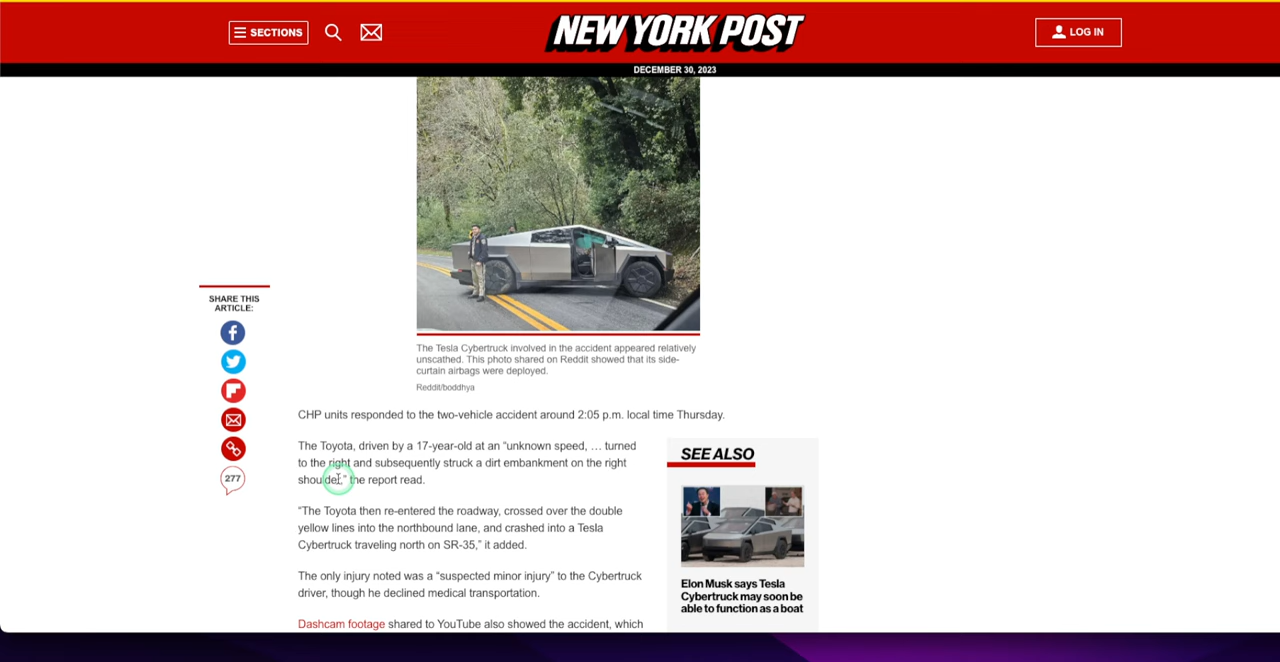 SECTIONS
NEW YORK POST
LOG IN
DECEMBER 30, 2023
The Tesla Cybertruck involved in the accident appeared relatively
unscathed. This photo shared on Reddit showed that its side-
curtain airbags were deployed.
Reddit/boddhya
SHARE THIS
ARTICLE:
277
CHP units responded to the two-vehicle accident around 2:05 p.m. local time Thursday.
The Toyota, driven by a 17-year-old at an “unknown speed, … turned
to the right and subsequently struck a dirt embankment on the right
shoulder,” the report read.
“The Toyota then re-entered the roadway, crossed over the double
yellow lines into the northbound lane, and crashed into a Tesla
Cybertruck traveling north on SR-35,” it added.
The only injury noted was a “suspected minor injury” to the Cybertruck
driver, though he declined medical transportation.
Dashcam footage shared to YouTube also showed the accident, which
SEE ALSO
Elon Musk says Tesla
Cybertruck may soon be
able to function as a boat